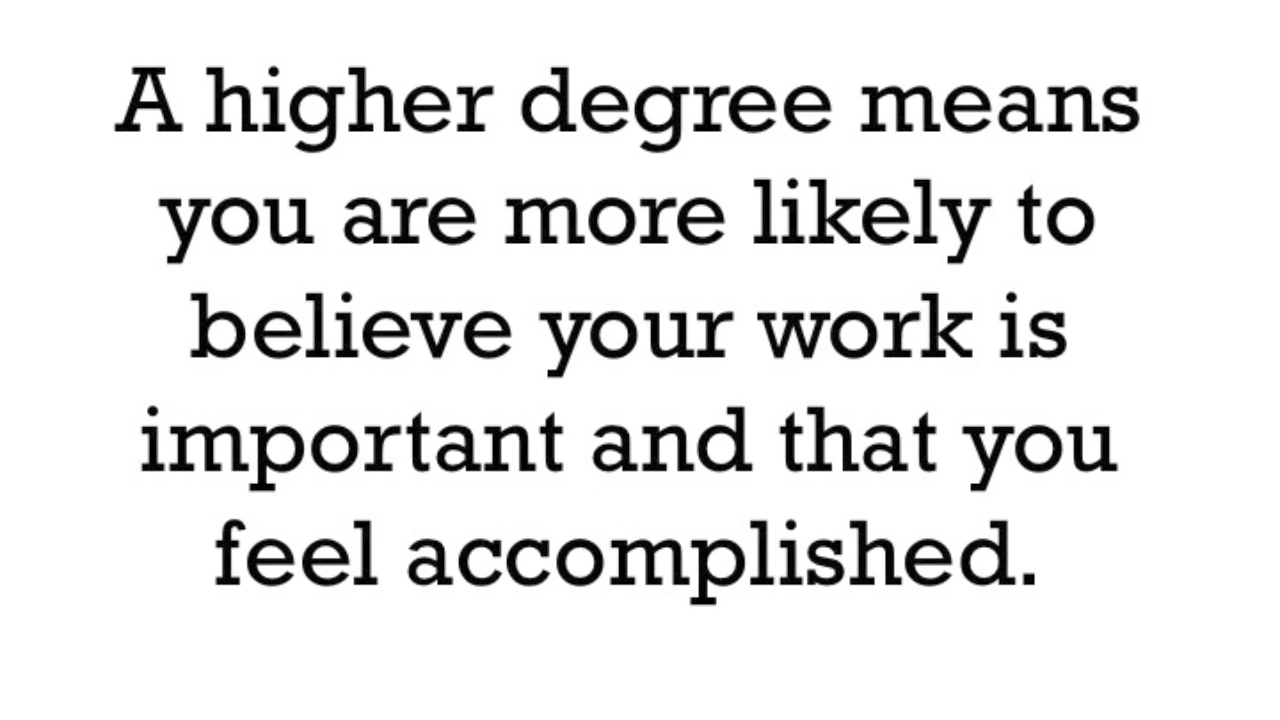 A higher degree means
you are more likely to
believe your work is
important and that you
feel accomplished.